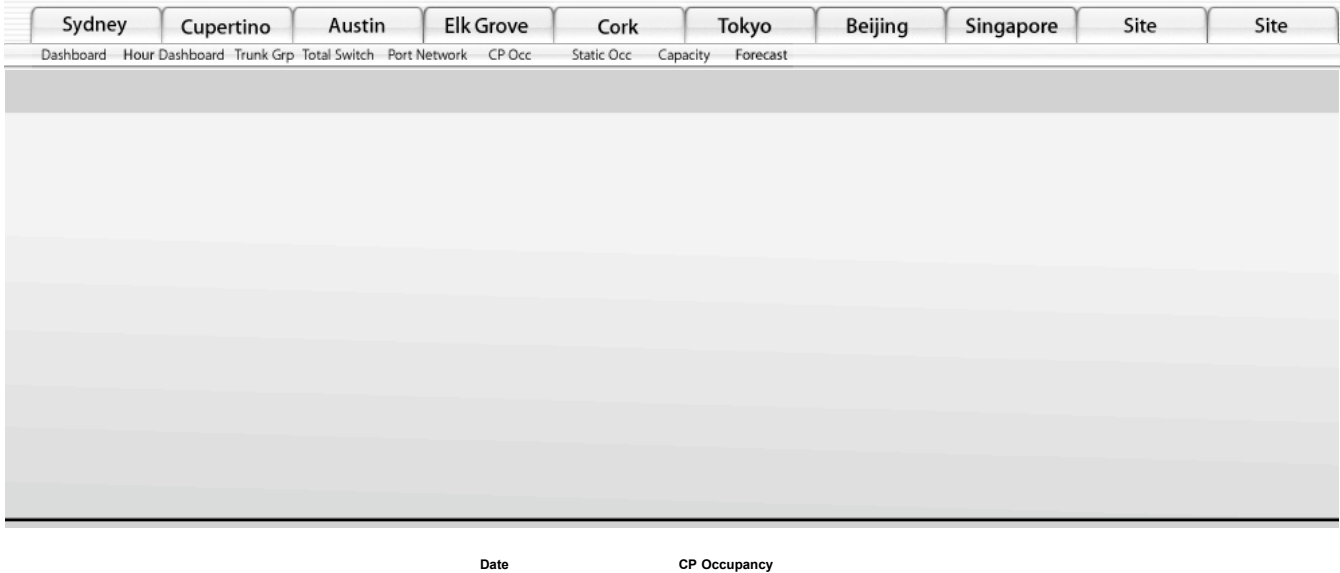 Sydney Cupertino Austin Elk Grove Cork Tokyo Beijing Singapore Site Site
Dashboard Hour Dashboard Trunk Grp Total Switch Port Network CP Occ Static Occ Capacity Forecast
Date CP Occupancy